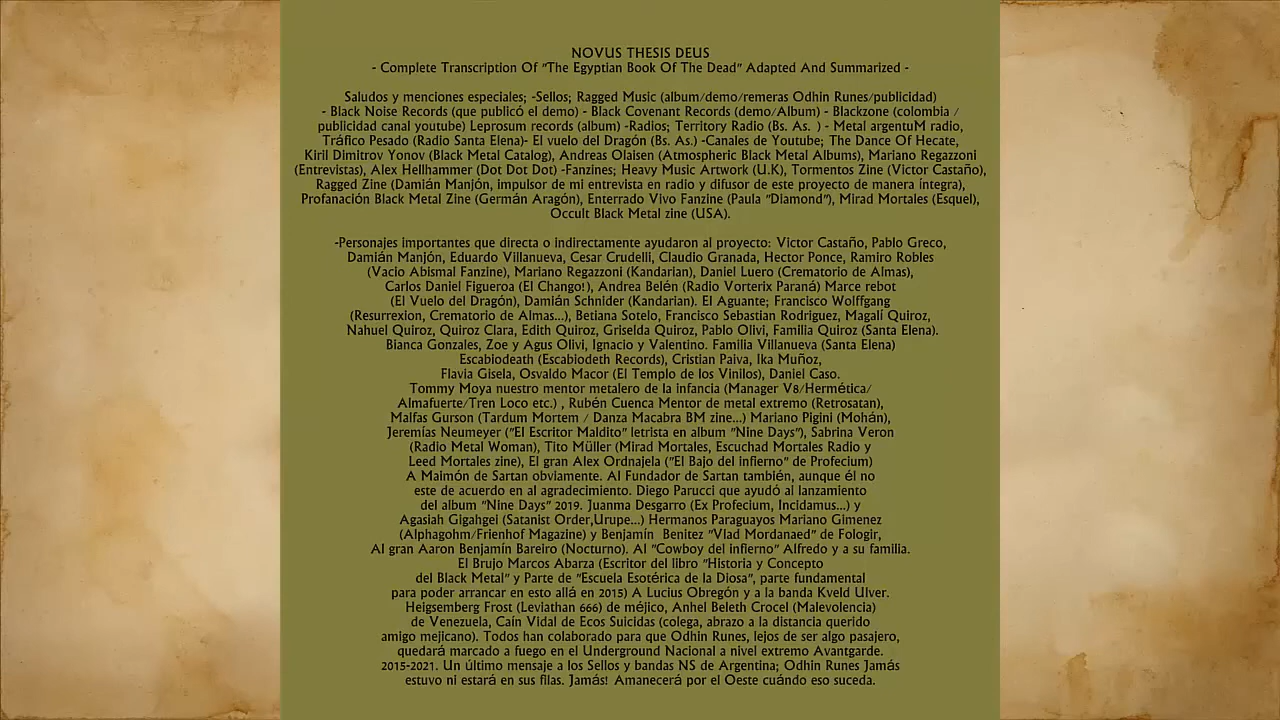 NOVUS THESIS DEUS
- Complete Transcription Of "The Egyptian Book Of The Dead" Adapted And Summarized -
Saludos y menciones especiales; -Sellos; Ragged Music (album/demo/remeras Odhin Runes/publicidad)
- Black Noise Records (que publicó el demo) - Black Covenant Records (demo/Album) - Blackzone (colombia /
publicidad canal youtube) Leprosum records (album) -Radios; Territory Radio (Bs. As. ) - Metal argentuM radio,
Tráfico Pesado (Radio Santa Elena)- El vuelo del Dragón (Bs. As.) -Canales de Youtube; The Dance Of Hecate,
Kiril Dimitrov Yonov (Black Metal Catalog), Andreas Olaisen (Atmospheric Black Metal Albums), Mariano Regazzoni
(Entrevistas), Alex Hellhammer (Dot Dot Dot) -Fanzines; Heavy Music Artwork (U.K), Tormentos Zine (Victor Castaño),
Ragged Zine (Damián Manjón, impulsor de mi entrevista en radio y difusor de este proyecto de manera íntegra),
Profanación Black Metal Zine (Germán Aragón), Enterrado Vivo Fanzine (Paula "Diamond"), Mirad Mortales (Esquel),
Occult Black Metal zine (USA).
-Personajes importantes que directa o indirectamente ayudaron al proyecto: Victor Castaño, Pablo Greco,
Damián Manjón, Eduardo Villanueva, Cesar Crudelli, Claudio Granada, Hector Ponce, Ramiro Robles
(Vacio Abismal Fanzine), Mariano Regazzoni (Kandarian), Daniel Luero (Crematorio de Almas),
Carlos Daniel Figueroa (El Chango!), Andrea Belén (Radio Vorterix Paraná) Marce rebot
(El Vuelo del Dragón), Damián Schnider (Kandarian). El Aguante; Francisco Wolffgang
(Resurrexion, Crematorio de Almas...), Betiana Sotelo, Francisco Sebastian Rodriguez, Magalí Quiroz,
Nahuel Quiroz, Quiroz Clara, Edith Quiroz, Griselda Quiroz, Pablo Olivi, Familia Quiroz (Santa Elena).
Bianca Gonzales, Zoe y Agus Olivi, Ignacio y Valentino. Familia Villanueva (Santa Elena)
Escabiodeath (Escabiodeth Records), Cristian Paiva, Ika Muñoz,
Flavia Gisela, Osvaldo Macor (El Templo de los Vinilos), Daniel Caso.
Tommy Moya nuestro mentor metalero de la infancia (Manager V8/Hermética/
Almafuerte/Tren Loco etc.) , Rubén Cuenca Mentor de metal extremo (Retrosatan),
Malfas Gurson (Tardum Mortem / Danza Macabra BM zine...) Mariano Pigini (Mohán),
Jeremías Neumeyer ("El Escritor Maldito" letrista en album "Nine Days"), Sabrina Veron
(Radio Metal Woman), Tito Müller (Mirad Mortales, Escuchad Mortales Radio y
Leed Mortales zine), El gran Alex Ordnajela ("El Bajo del infierno" de Profecium)
A Maimón de Sartan obviamente. Al Fundador de Sartan también, aunque él no
este de acuerdo en al agradecimiento. Diego Parucci que ayudó al lanzamiento
del album "Nine Days" 2019. Juanma Desgarro (Ex Profecium, Incidamus...) y
Agasiah Gigahgei (Satanist Order,Urupe...) Hermanos Paraguayos Mariano Gimenez
(Alphagohm/Frienhof Magazine) y Benjamín  Benitez "Vlad Mordanaed" de Fologir,
Al gran Aaron Benjamín Bareiro (Nocturno). Al "Cowboy del infierno" Alfredo y a su familia.
El Brujo Marcos Abarza (Escritor del libro "Historia y Concepto
del Black Metal" y Parte de "Escuela Esotérica de la Diosa", parte fundamental
para poder arrancar en esto allá en 2015) A Lucius Obregón y a la banda Kveld Ulver.
Heigsemberg Frost (Leviathan 666) de méjico, Anhel Beleth Crocel (Malevolencia)
de Venezuela, Caín Vidal de Ecos Suicidas (colega, abrazo a la distancia querido
amigo mejicano). Todos han colaborado para que Odhin Runes, lejos de ser algo pasajero,
quedará marcado a fuego en el Underground Nacional a nivel extremo Avantgarde.
2015-2021. Un último mensaje a los Sellos y bandas NS de Argentina; Odhin Runes Jamás
estuvo ni estará en sus filas. Jamás! Amanecerá por el Oeste cuándo eso suceda.